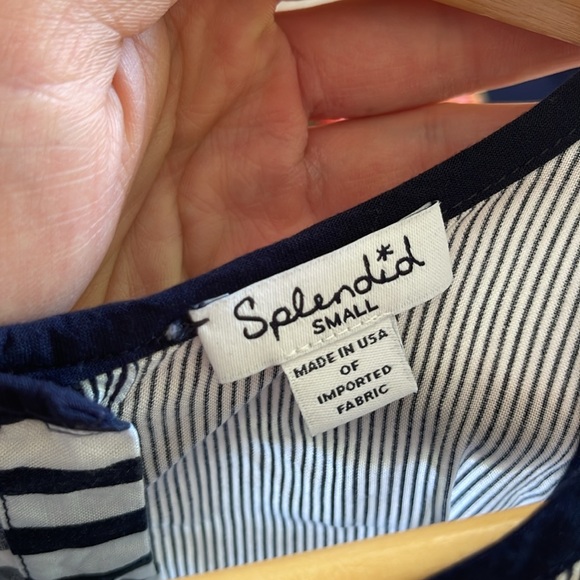 Splendid
SMALL
MADE IN USA
OF
IMPORTED
FABRIC